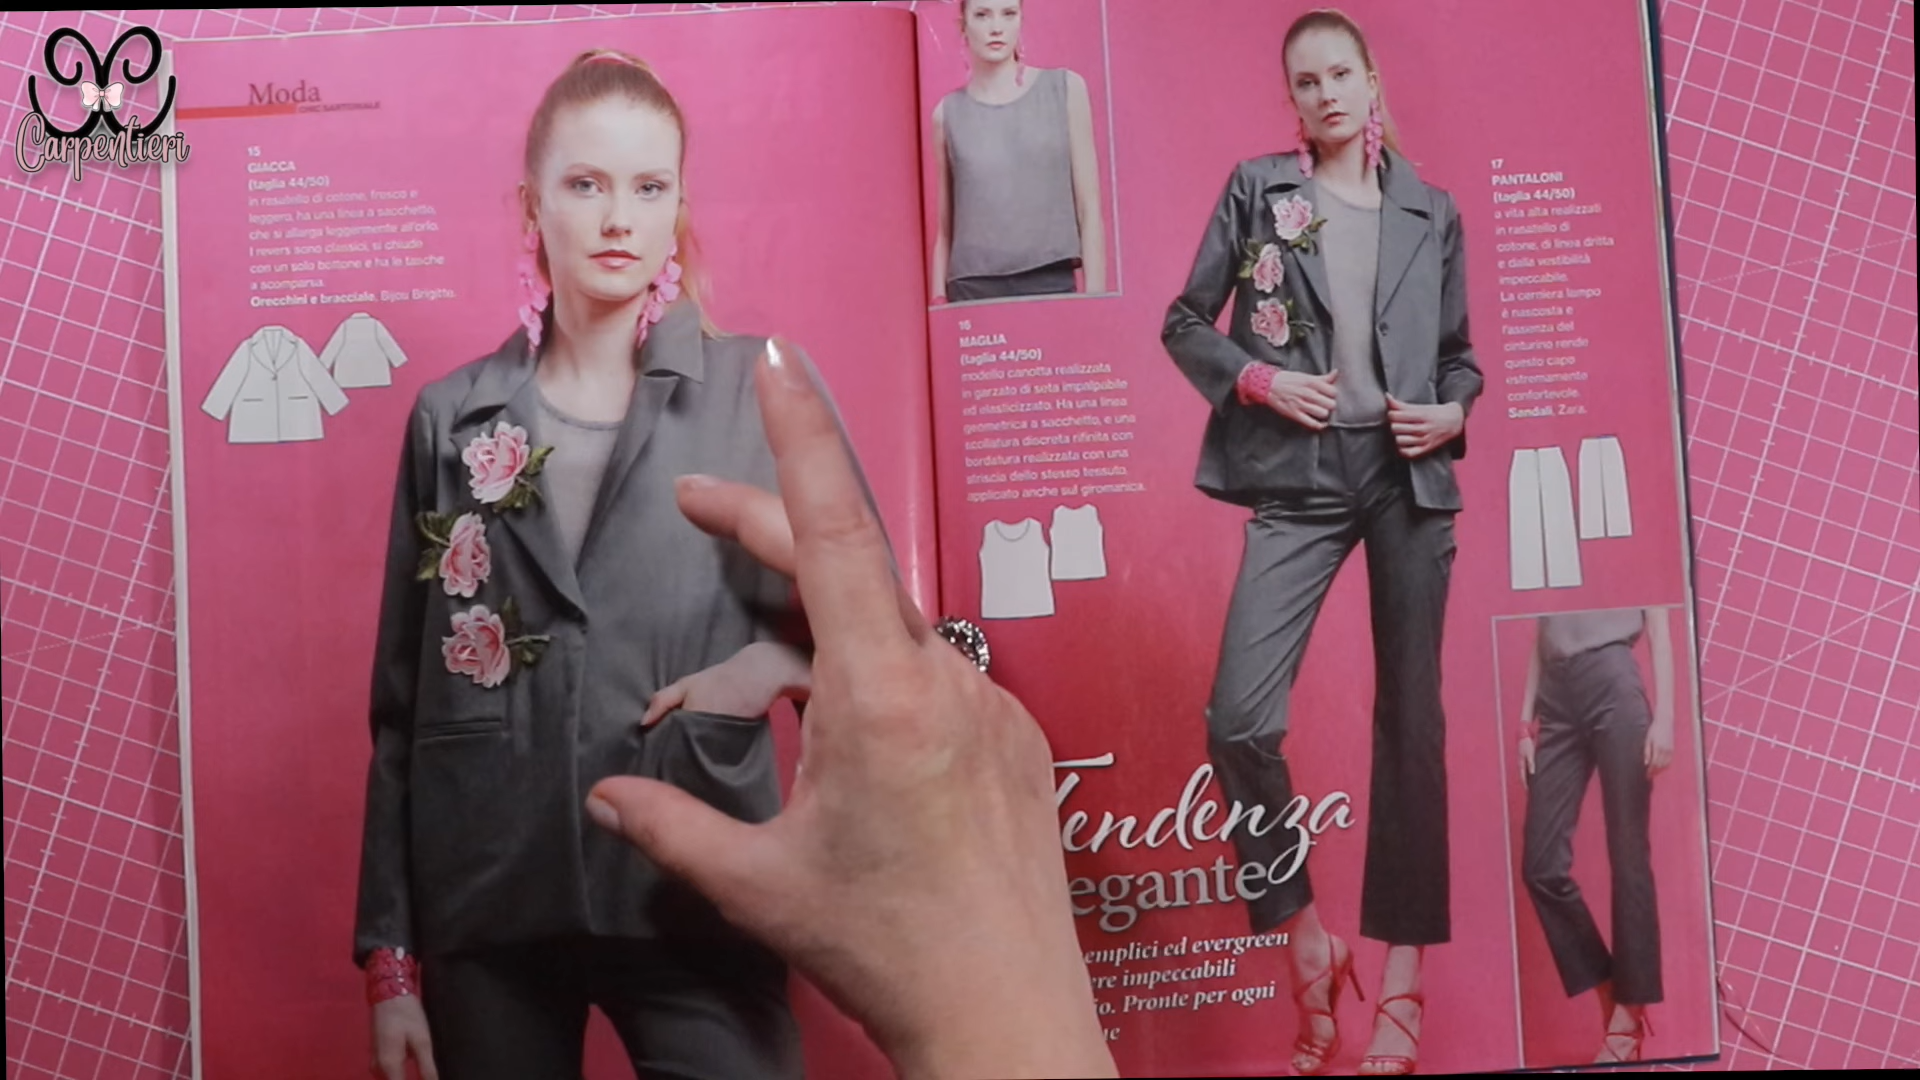 Carpentieri
Moda
CHIC SARTORIALE
15
GIACCA
(taglia 44/50)
in rasatello di cotone, fresco e
leggero, ha una linea a sacchetto,
che si allarga leggermente all'orlo.
I revers sono classici, si chiude
con un solo bottone e ha le tasche
a scomparsa.
Orecchini e bracciale, Bijou Brigitte.
16
MAGLIA
(taglia 44/50)
modello canotta realizzata
in garzato di seta impalpabile
ed elasticizzato. Ha una linea
geometrica a sacchetto, e una
scollatura discreta rifinita con
bordatura realizzata con una
striscia dello stesso tessuto,
applicato anche sul giromanica.
17
PANTALONI
(taglia 44/50)
a vita alta realizzati
in rasatello di
cotone, di linea dritta
e dalla vestibilità
impeccabile.
La cerniera lampo
è nascosta e
l'assenza del
cinturino rende
questo capo
estremamente
confortevole.
Sandali, Zara.
Tendenza
egante
emplici ed evergreen
re impeccabili
io. Pronte per ogni
ne